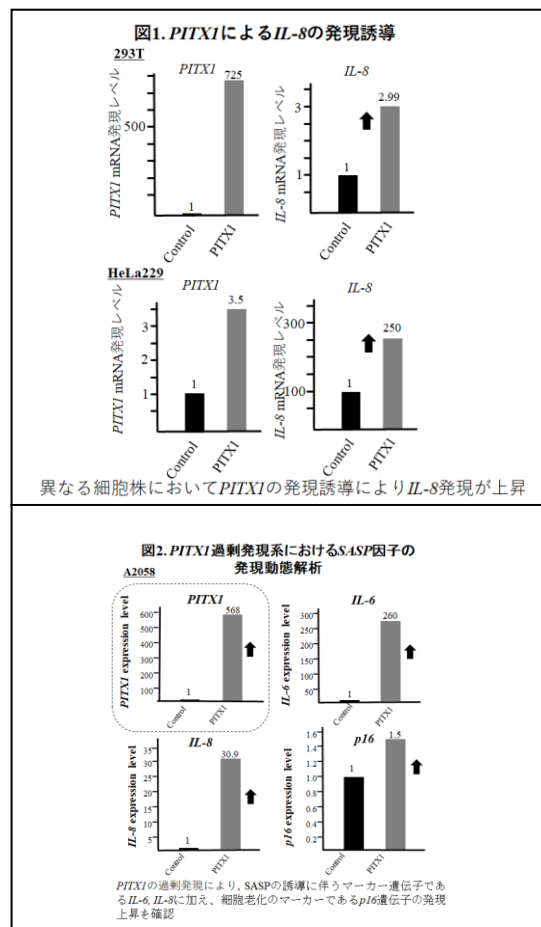 図1. PITX1によるIL-8の発現誘導
293T
PITX1
IL-8
PITX1 mRNA発現レベル
500
1
725
Control
PITX1
IL-8 mRNA発現レベル
3
1
1
2.99
Control
PITX1
HeLa229
PITX1
IL-8
PITX1 mRNA発現レベル
3
2
1
1
3.5
Control
PITX1
IL-8 mRNA発現レベル
300
100
1
250
Control
PITX1
異なる細胞株においてPITX1の発現誘導によりIL-8発現が上昇
図2. PITX1過剰発現系におけるSASP因子の
発現動態解析
A2058
PITX1
PITX1 expression level
600
500
400
300
200
100
1
568
Control
PITX1
IL-6
IL-6 expression level
300
250
200
150
100
50
1
260
Control
PITX1
IL-8
IL-8 expression level
35
30
25
20
15
10
5
1
30.9
Control
PITX1
p16
p16 expression level
1.6
1.4
1.2
1.0
0.8
0.6
0.4
0.2
1
1.5
Control
PITX1
PITX1の過剰発現により, SASPの誘導に伴うマーカー遺伝子であ
るIL-6, IL-8に加え、細胞老化のマーカーであるp16遺伝子の発現
上昇を確認